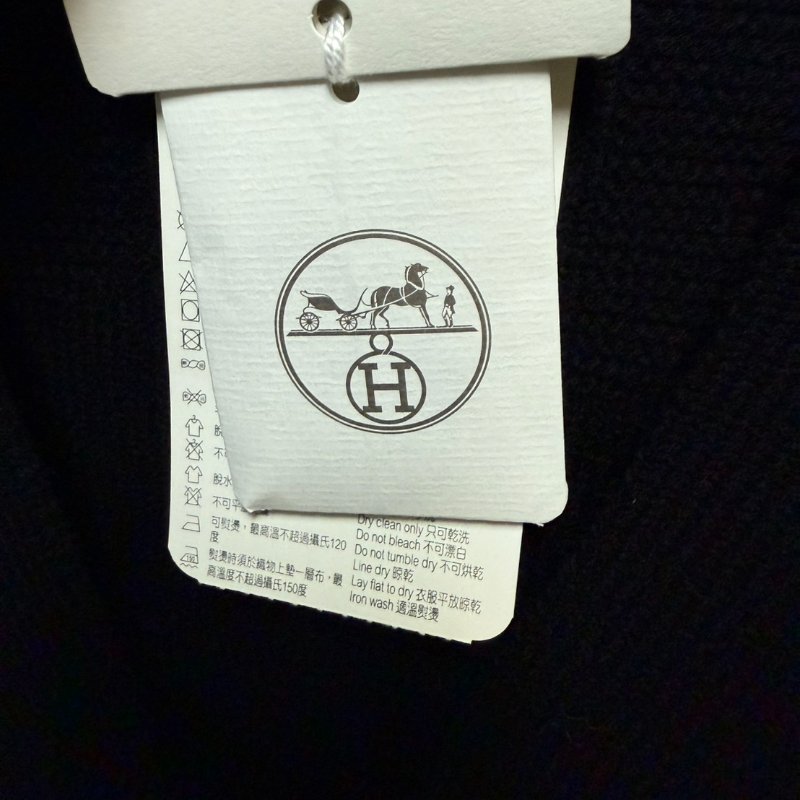 H
不可
脫水
不可平
可熨燙，最高溫不超過攝氏120
度
熨燙時須於織物上墊一層布，最
高溫度不超過攝氏150度
Dry clean only 只可乾洗
Do not bleach 不可漂白
Do not tumble dry 不可烘乾
Line dry 晾乾
Lay flat to dry 衣服平放晾乾
Iron wash 適溫熨燙